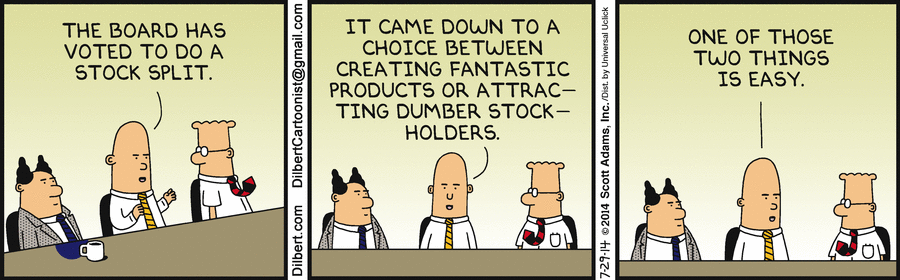 THE BOARD HAS
VOTED TO DO A
STOCK SPLIT.
Dilbert.com DilbertCartoonist@gmail.com
IT CAME DOWN TO A
CHOICE BETWEEN
CREATING FANTASTIC
PRODUCTS OR ATTRAC-
TING DUMBER STOCK-
HOLDERS.
7-29-14 ©2014 Scott Adams, Inc. /Dist. by Universal Uclick
ONE OF THOSE
TWO THINGS
IS EASY.